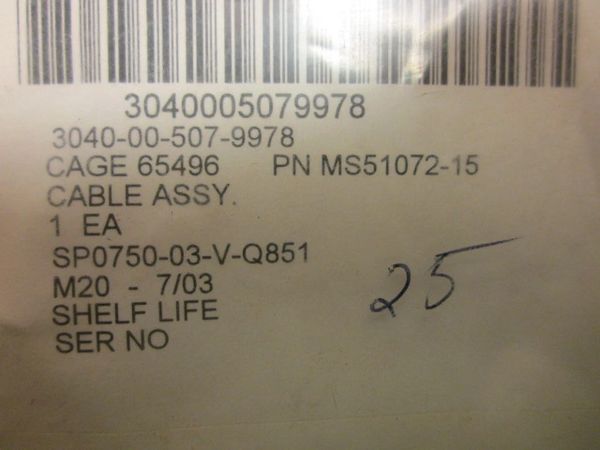 3040005079978
3040-00-507-9978
CAGE 65496 PN MS51072-15
CABLE ASSY.
1 EA
SP0750-03-V-Q851
M20 - 7/03
SHELF LIFE
SER NO
25